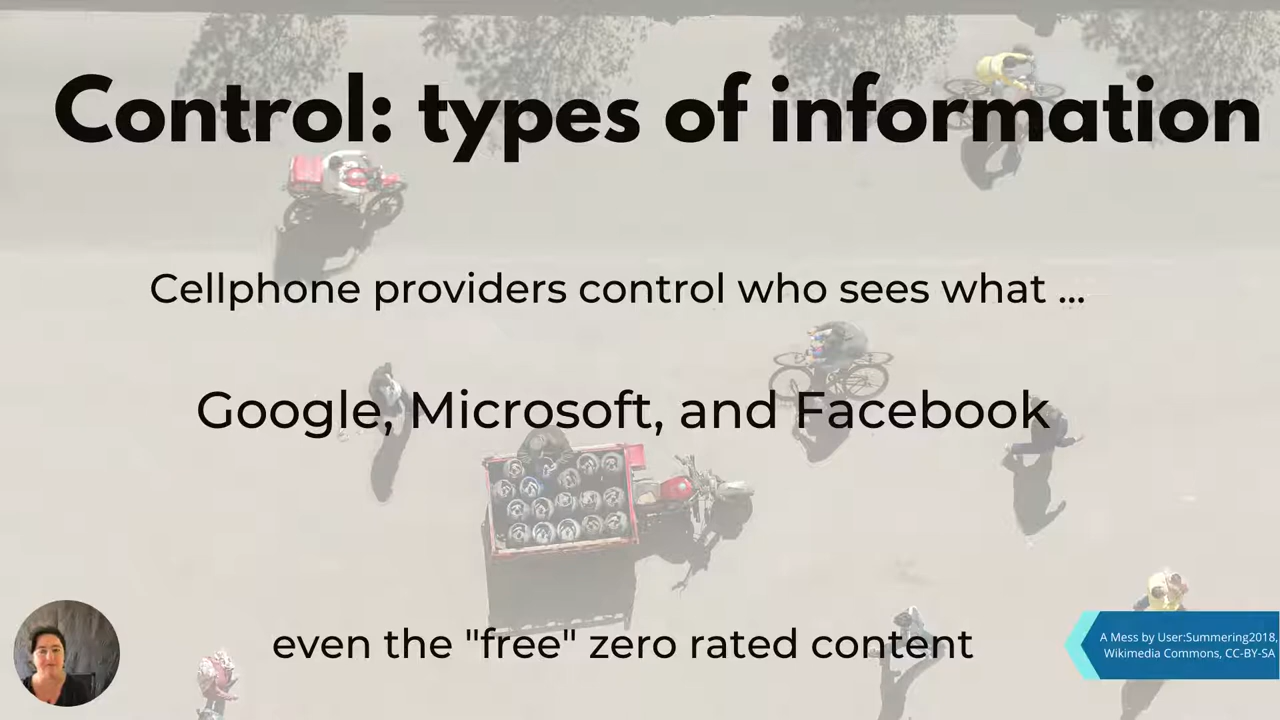 Control: types of information
Cellphone providers control who sees what ...
Google, Microsoft, and Facebook
even the "free" zero rated content
A Mess by User:Summering2018,
Wikimedia Commons, CC-BY-SA